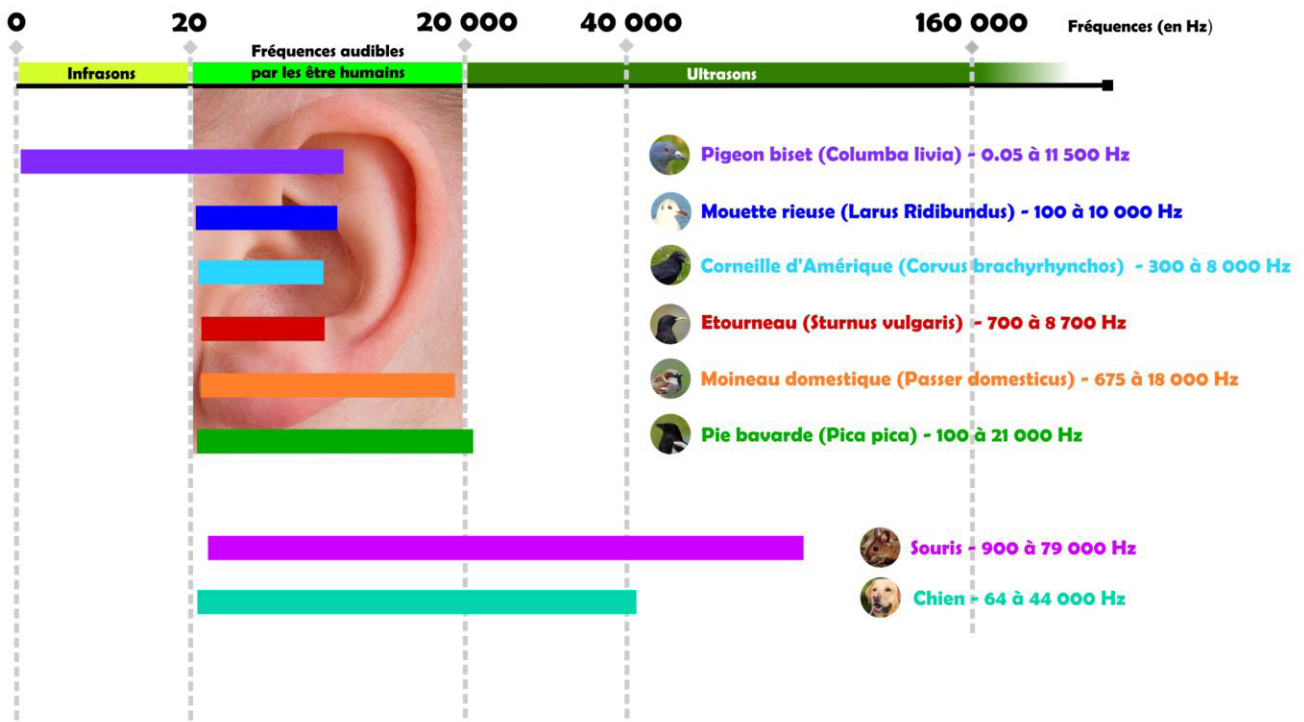 0 20 20 000 40 000 160 000 Fréquences (en Hz)
Fréquences audibles
par les être humains
Infrasons
Ultrasons
Pigeon biset (Columba livia) - 0.05 à 11 500 Hz
Mouette rieuse (Larus Ridibundus) - 100 à 10 000 Hz
Corneille d'Amérique (Corvus brachyrhynchos) - 300 à 8 000 Hz
Etourneau (Sturnus vulgaris) - 700 à 8 700 Hz
Moineau domestique (Passer domesticus) - 675 à 18 000 Hz
Pie bavarde (Pica pica) - 100 à 21 000 Hz
Souris - 900 à 79 000 Hz
Chien - 64 à 44 000 Hz